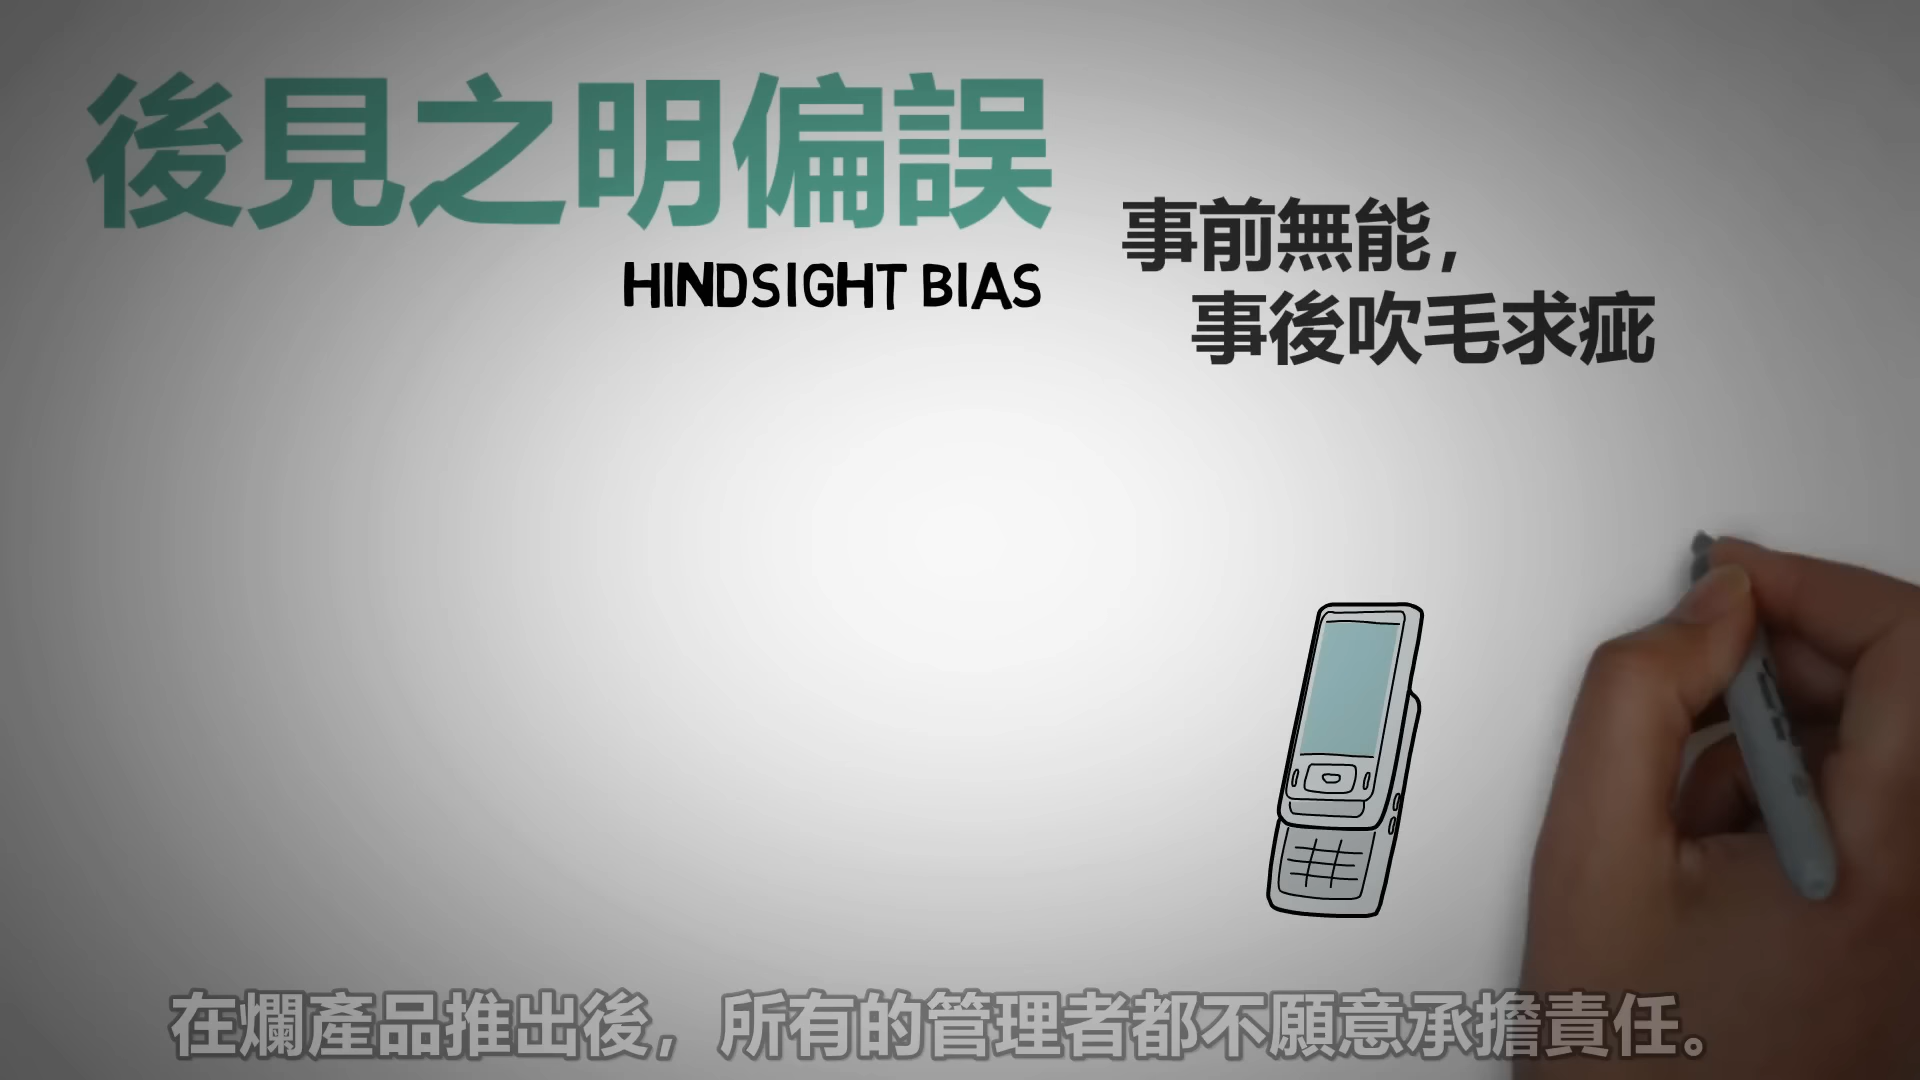 後見之明偏誤
HINDSIGHT BIAS
事前無能，
事後吹毛求疵
在爛產品推出後，所有的管理者都不願意承擔責任。